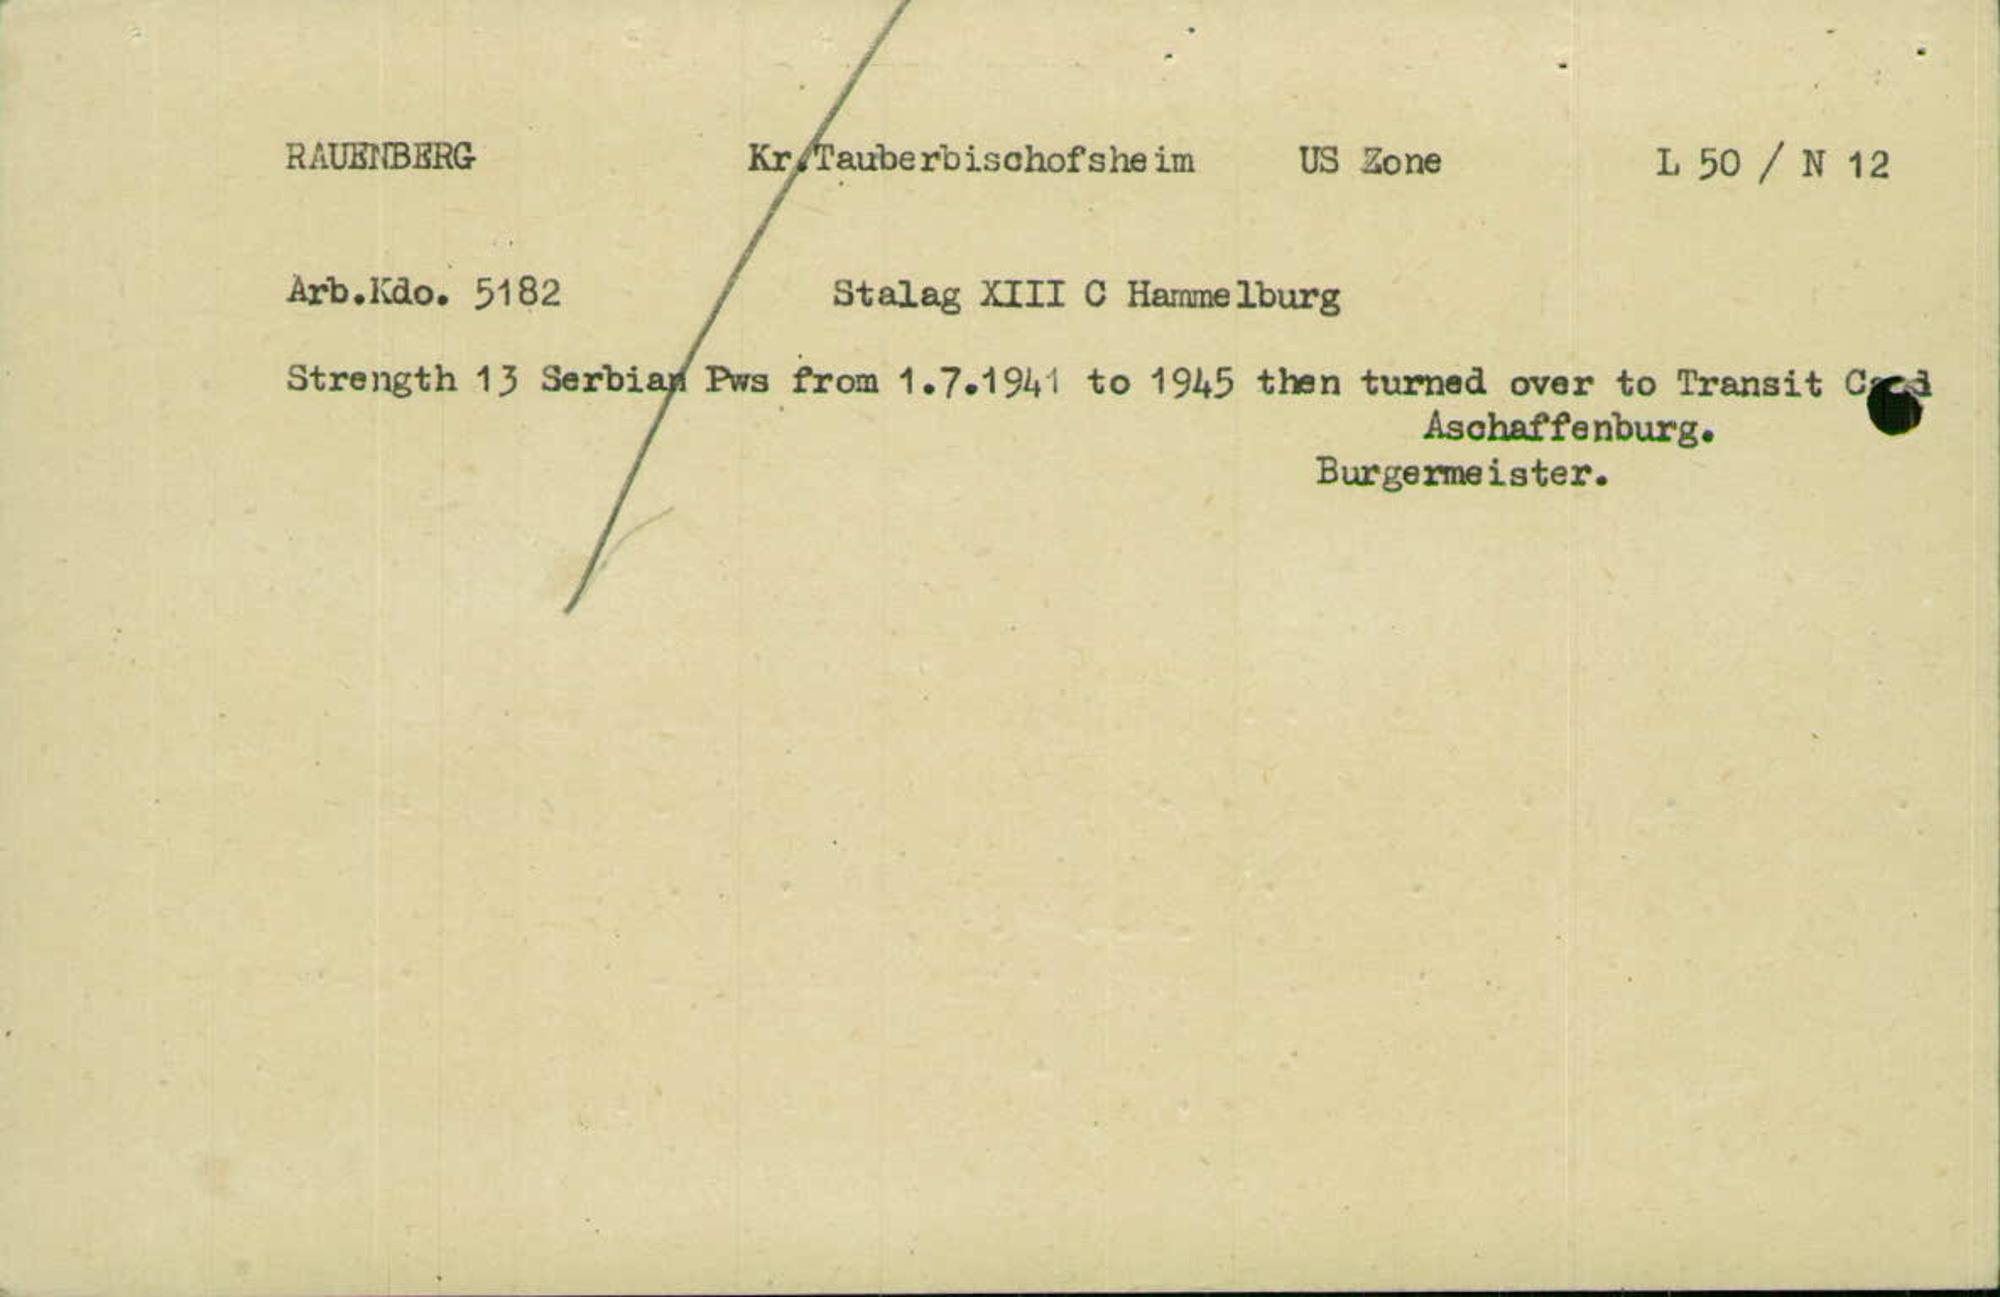 RAUENBERG Kr.Tauberbischofsheim US Zone L 50 / N 12
Arb.Kdo. 5182 Stalag XIII C Hammelburg
Strength 13 Serbian Pws from 1.7.1941 to 1945 then turned over to Transit
Aschaffenburg.
Burgermeister.